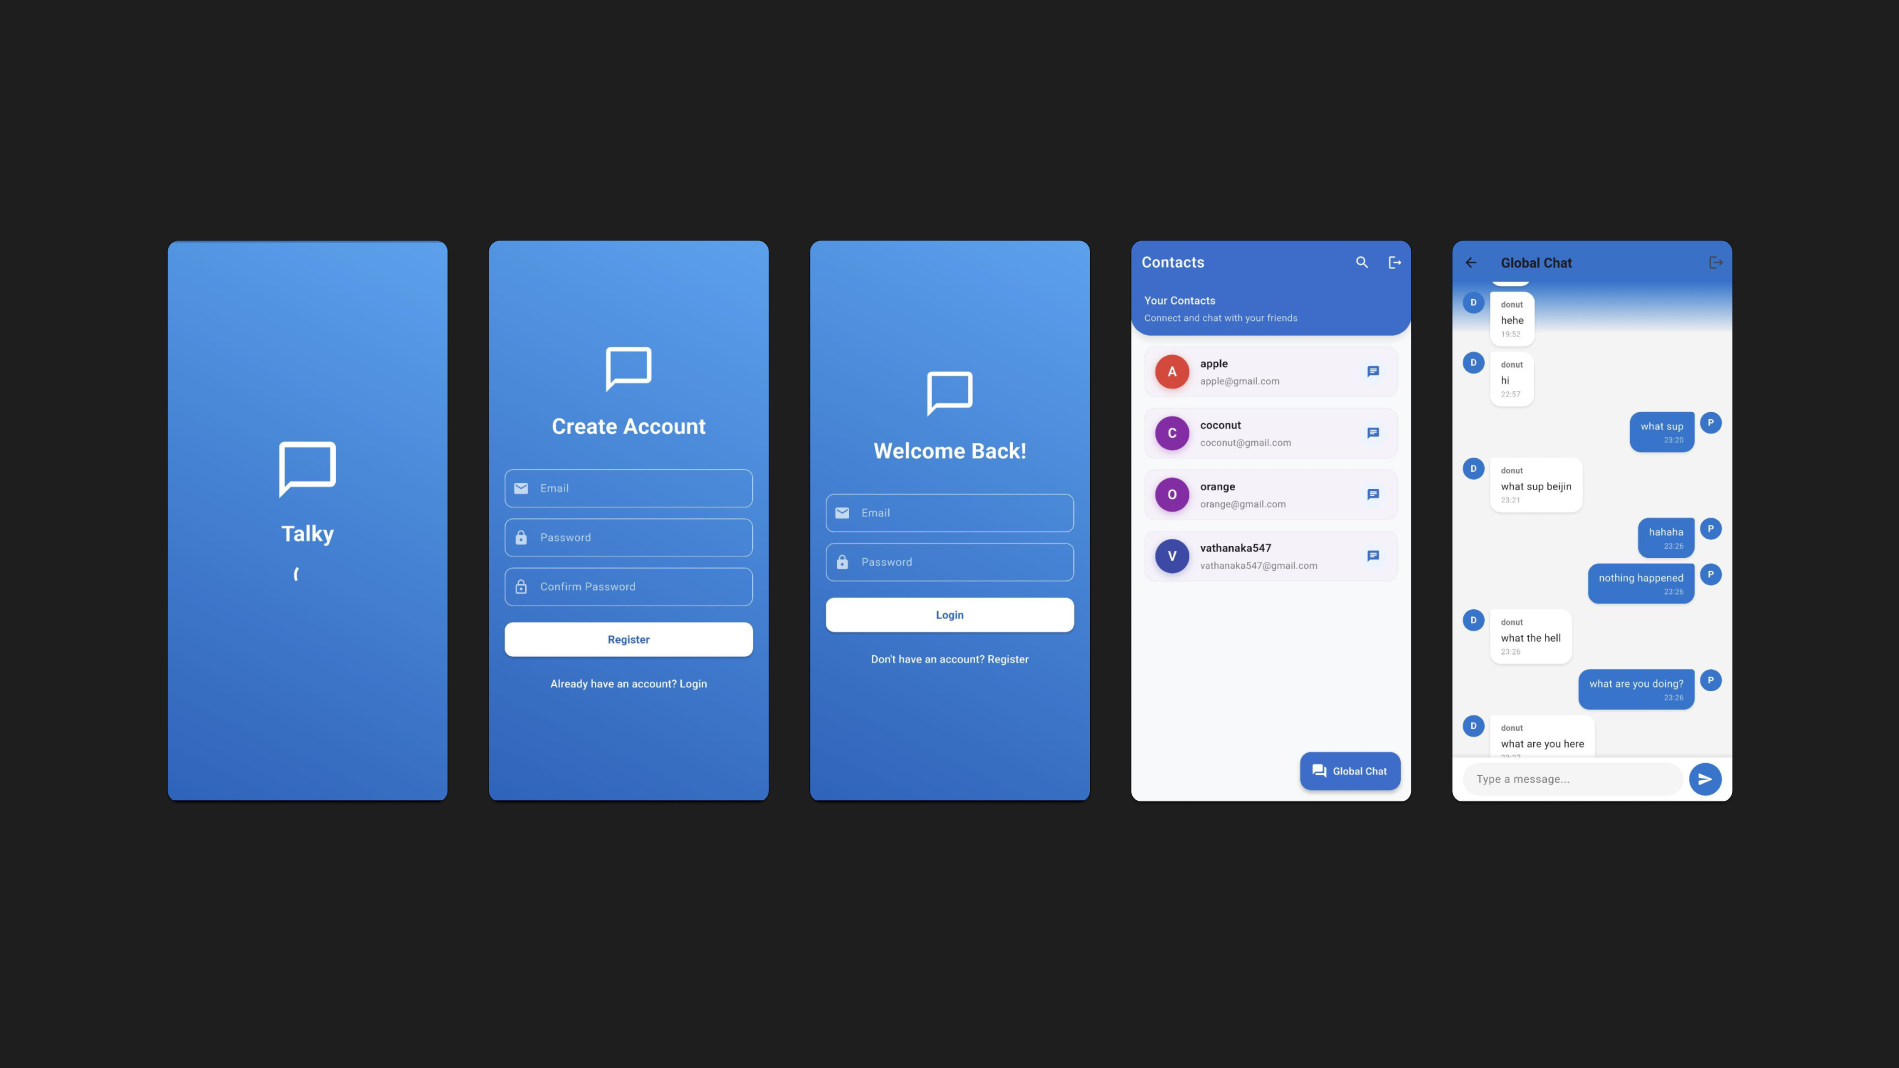 Talky
Create Account
Email
Password
Confirm Password
Register
Already have an account? Login
Welcome Back!
Email
Password
Login
Don't have an account? Register
Contacts
Your Contacts
Connect and chat with your friends
A
apple
apple@gmail.com
C
coconut
coconut@gmail.com
O
orange
orange@gmail.com
V
vathanaka547
vathanaka547@gmail.com
Global Chat
Global Chat
D
donut
hehe
19:52
D
donut
hi
22:57
what sup
23:20
P
D
donut
what sup beijin
23:21
hahaha
23:26
P
nothing happened
23:26
P
D
donut
what the hell
23:26
what are you doing?
23:26
P
D
donut
what are you here
Type a message...